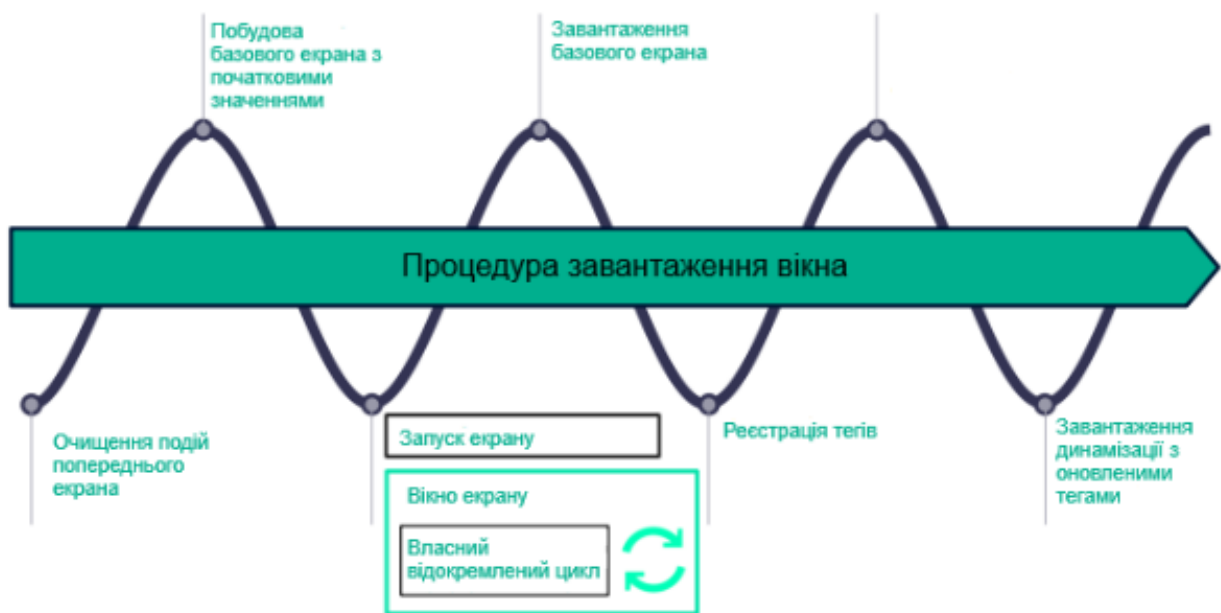 Побудова
базового екрана з
початковими
значеннями
Завантаження
базового екрана
Процедура завантаження вікна
Очищення подій
попереднього
екрана
Запуск екрану
Вікно екрану
Власний
відокремлений цикл
Реєстрація тегів
Завантаження
динамізації з
оновленими
тегами